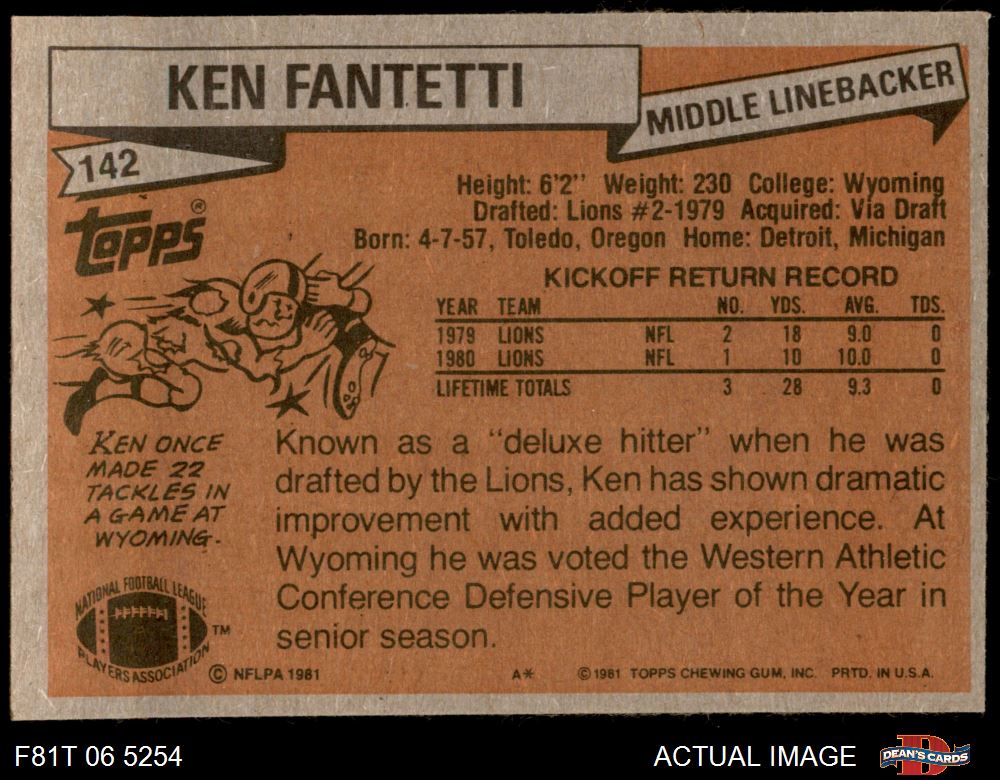 KEN FANTETTI
MIDDLE LINEBACKER
142
TOPPS®
Height: 6'2'' Weight: 230 College: Wyoming
Drafted: Lions #2-1979 Acquired: Via Draft
Born: 4-7-57, Toledo, Oregon Home: Detroit, Michigan
KICKOFF RETURN RECORD
YEAR TEAM NO. YDS. AVG. TDS.
1979 LIONS NFL 2 18 9.0 0
1980 LIONS NFL 1 10 10.0 0
LIFETIME TOTALS 3 28 9.3 0
KEN ONCE
MADE 22
TACKLES IN
A GAME AT
WYOMING.
Known as a “deluxe hitter” when he was
drafted by the Lions, Ken has shown dramatic
improvement with added experience. At
Wyoming he was voted the Western Athletic
Conference Defensive Player of the Year in
senior season.
NATIONAL FOOTBALL LEAGUE
PLAYERS ASSOCIATION
TM
© NFLPA 1981
A*
©1981 TOPPS CHEWING GUM, INC. PRTD. IN U.S.A.
F81T 06 5254
ACTUAL IMAGE
DEAN'S CARDS